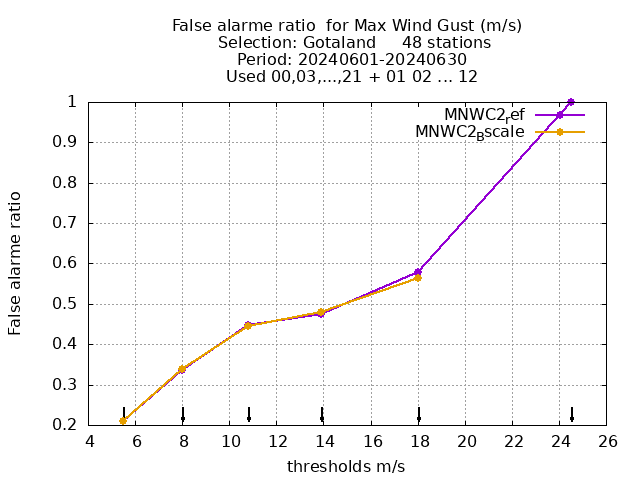 False alarme ratio  for Max Wind Gust (m/s)
Selection: Gotaland     48 stations
Period: 20240601-20240630
Used 00,03,...,21 + 01 02 ... 12
MNWC2ref
MNWC2Bscale
1
0.9
0.8
0.7
0.6
0.5
0.4
0.3
0.2
False alarme ratio
4 6 8 10 12 14 16 18 20 22 24 26
thresholds m/s